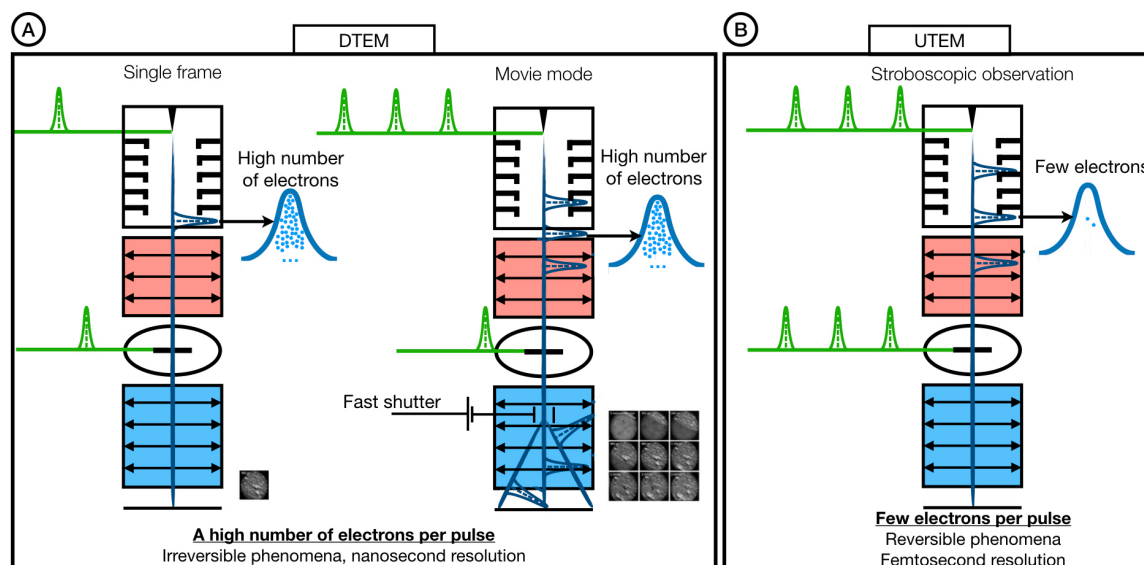 A
DTEM
Single frame
Movie mode
High number
of electrons
High number
of electrons
Fast shutter
A high number of electrons per pulse
Irreversible phenomena, nanosecond resolution
B
UTEM
Stroboscopic observation
Few electrons
Few electrons per pulse
Reversible phenomena
Femtosecond resolution